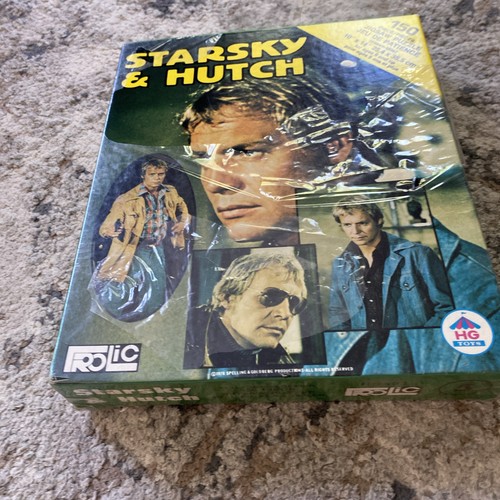 STARSKY
& HUTCH
150
HG
TOYS
FROLIC
©1976 SPELLING & GOLDBERG PRODUCTIONS ALL RIGHTS RESERVED
Starsky
& Hutch
FROLIC